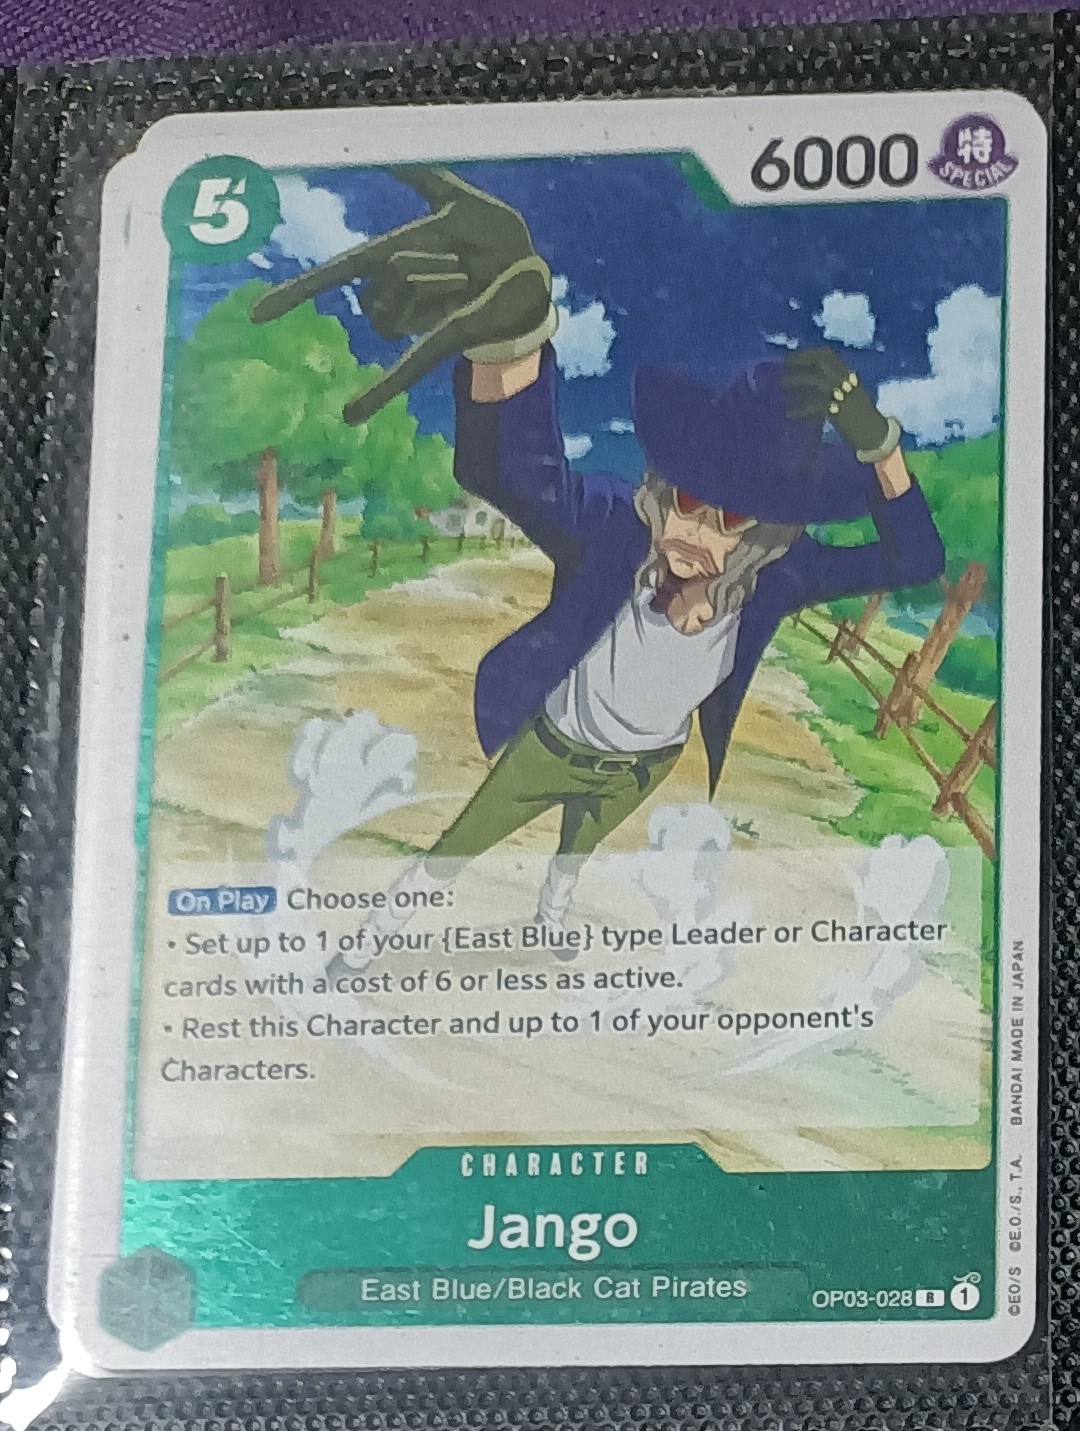 5
6000
特
SPECIAL
On Play Choose one:
• Set up to 1 of your {East Blue} type Leader or Character
cards with a cost of 6 or less as active.
• Rest this Character and up to 1 of your opponent's
Characters.
CHARACTER
Jango
East Blue/Black Cat Pirates
OP03-028 R 1
©EO/S ©E.O./S., T.A. BANDAI MADE IN JAPAN